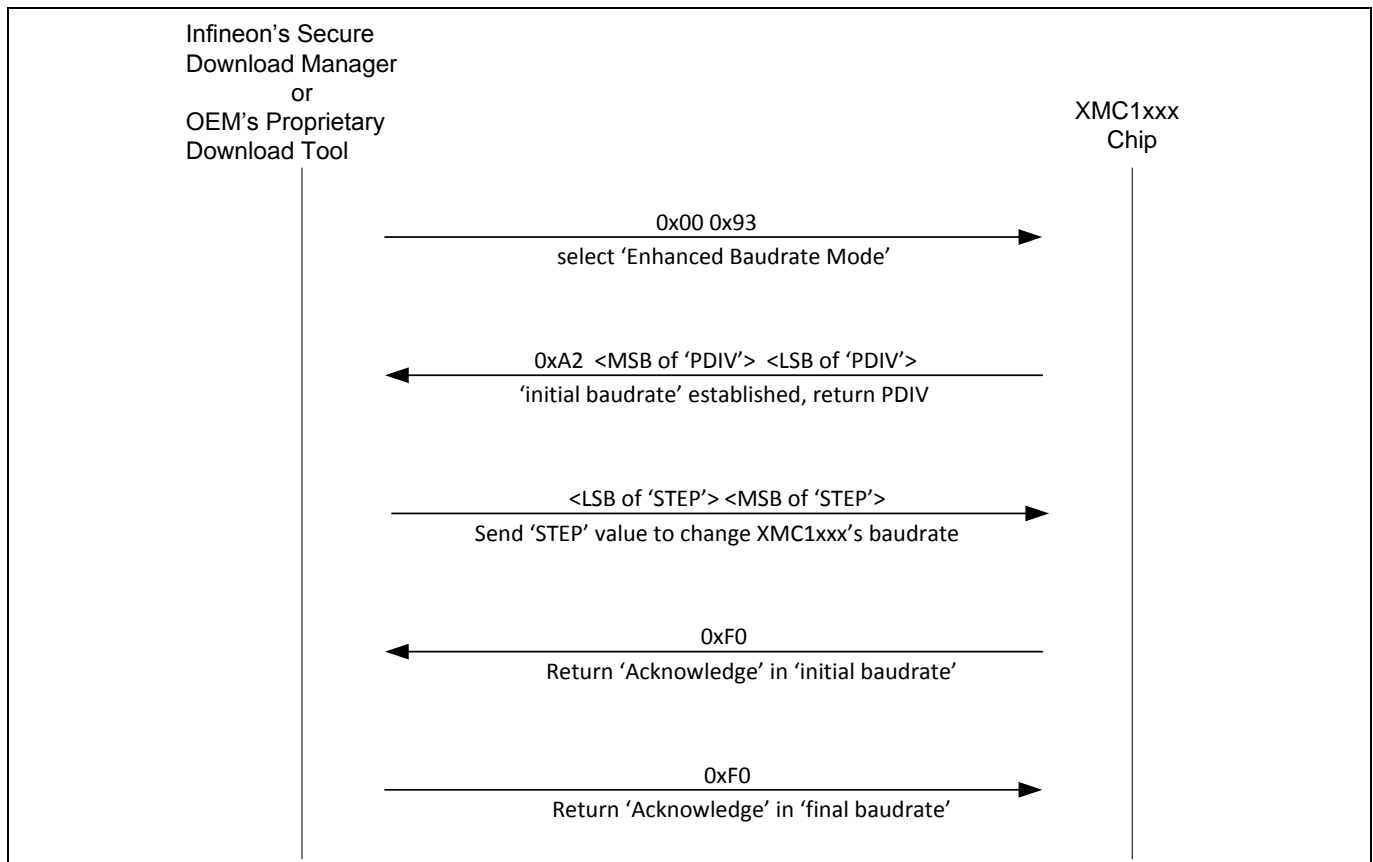 Infineon's Secure
Download Manager
or
OEM's Proprietary
Download Tool
XMC1xxx
Chip
0x00 0x93
select ‘Enhanced Baudrate Mode’
0xA2 <MSB of ‘PDIV’> <LSB of ‘PDIV’>
‘initial baudrate’ established, return PDIV
<LSB of ‘STEP’> <MSB of ‘STEP’>
Send ‘STEP’ value to change XMC1xxx’s baudrate
0xF0
Return ‘Acknowledge’ in ‘initial baudrate’
0xF0
Return ‘Acknowledge’ in ‘final baudrate’